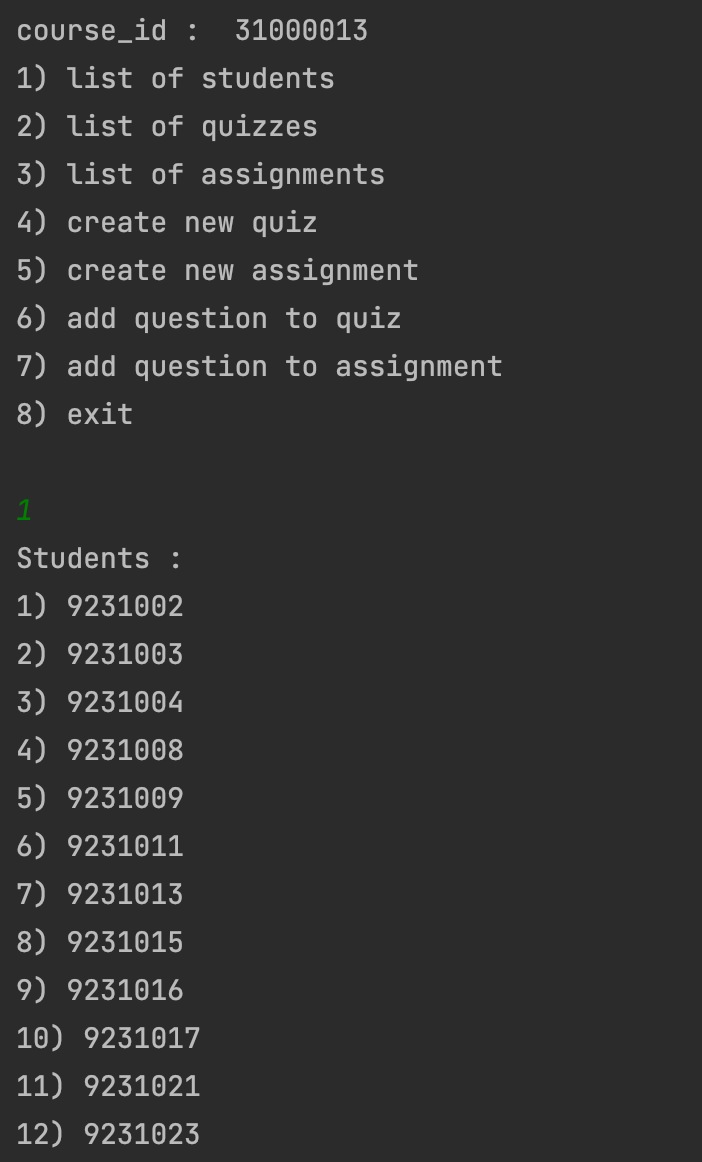 course_id :  31000013
1) list of students
2) list of quizzes
3) list of assignments
4) create new quiz
5) create new assignment
6) add question to quiz
7) add question to assignment
8) exit
1
Students :
1) 9231002
2) 9231003
3) 9231004
4) 9231008
5) 9231009
6) 9231011
7) 9231013
8) 9231015
9) 9231016
10) 9231017
11) 9231021
12) 9231023